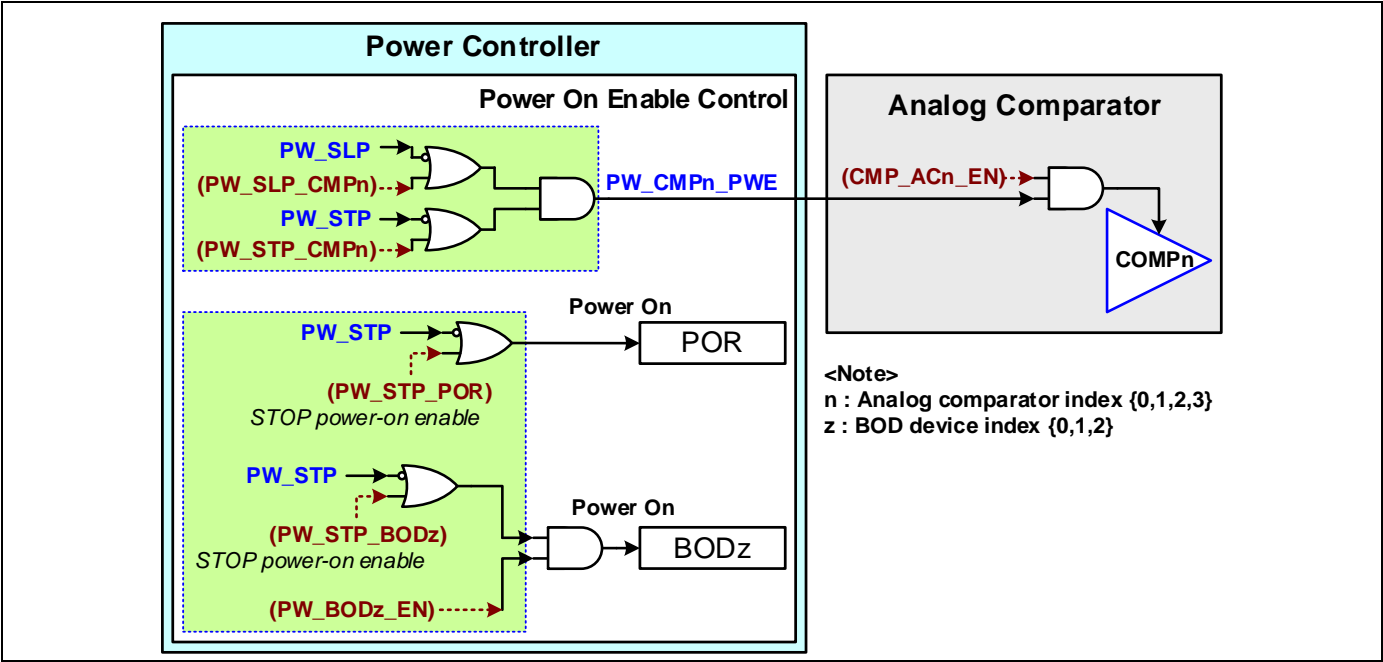 Power Controller
Power On Enable Control
PW_SLP
(PW_SLP_CMPn)
PW_STP
(PW_STP_CMPn)
PW_CMPn_PWE
Analog Comparator
(CMP_ACn_EN)
COMPn
Power On
PW_STP
POR
(PW_STP_POR)
STOP power-on enable
<Note>
n : Analog comparator index {0,1,2,3}
z : BOD device index {0,1,2}
PW_STP
Power On
(PW_STP_BODz)
BODz
STOP power-on enable
(PW_BODz_EN)